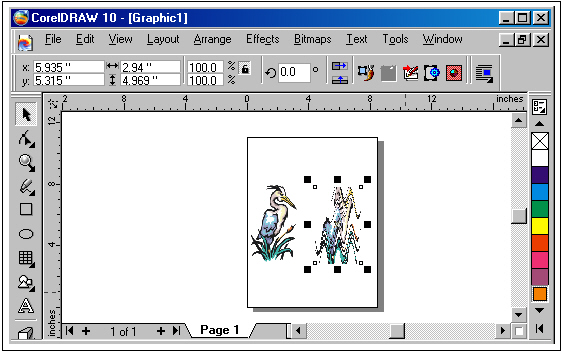 CorelDRAW 10 - [Graphic1]
File Edit View Layout Arrange Effects Bitmaps Text Tools Window
x: 5.935 " 2.94 " 100.0 % 0.0 °
y: 5.315 " 4.969 " 100.0 %
12 8 4 0 4 8 12 inches
12
8
4
inches
1 of 1 Page 1